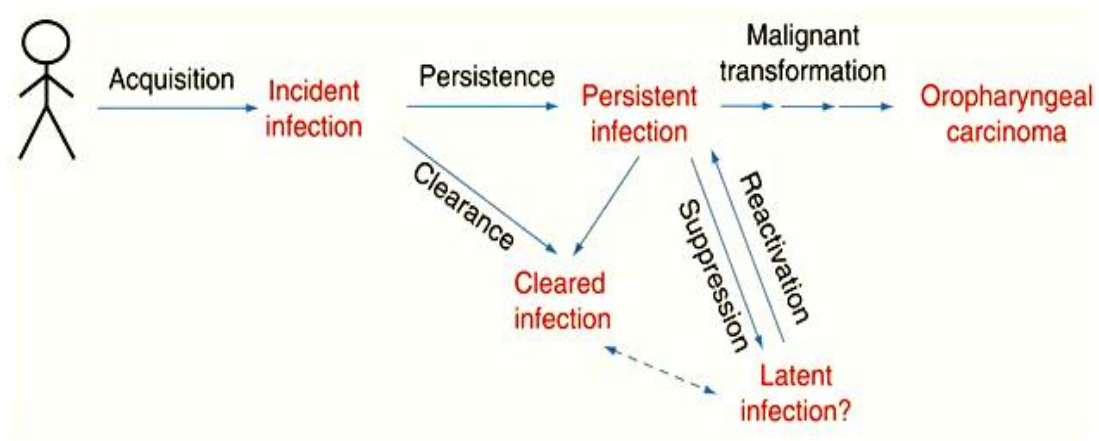 Acquisition
Incident
infection
Persistence
Persistent
infection
Malignant
transformation
Oropharyngeal
carcinoma
Clearance
Cleared
infection
Suppression
Reactivation
Latent
infection?